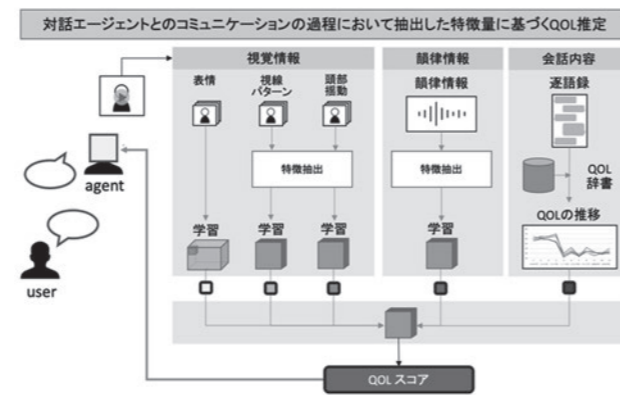 対話エージェントとのコミュニケーションの過程において抽出した特徴量に基づくQOL推定
視覚情報
韻律情報
会話内容
表情
視線
パターン
頭部
揺動
韻律情報
逐語録
特徴抽出
特徴抽出
QOL
辞書
QOLの推移
学習
学習
学習
学習
agent
user
QOL スコア